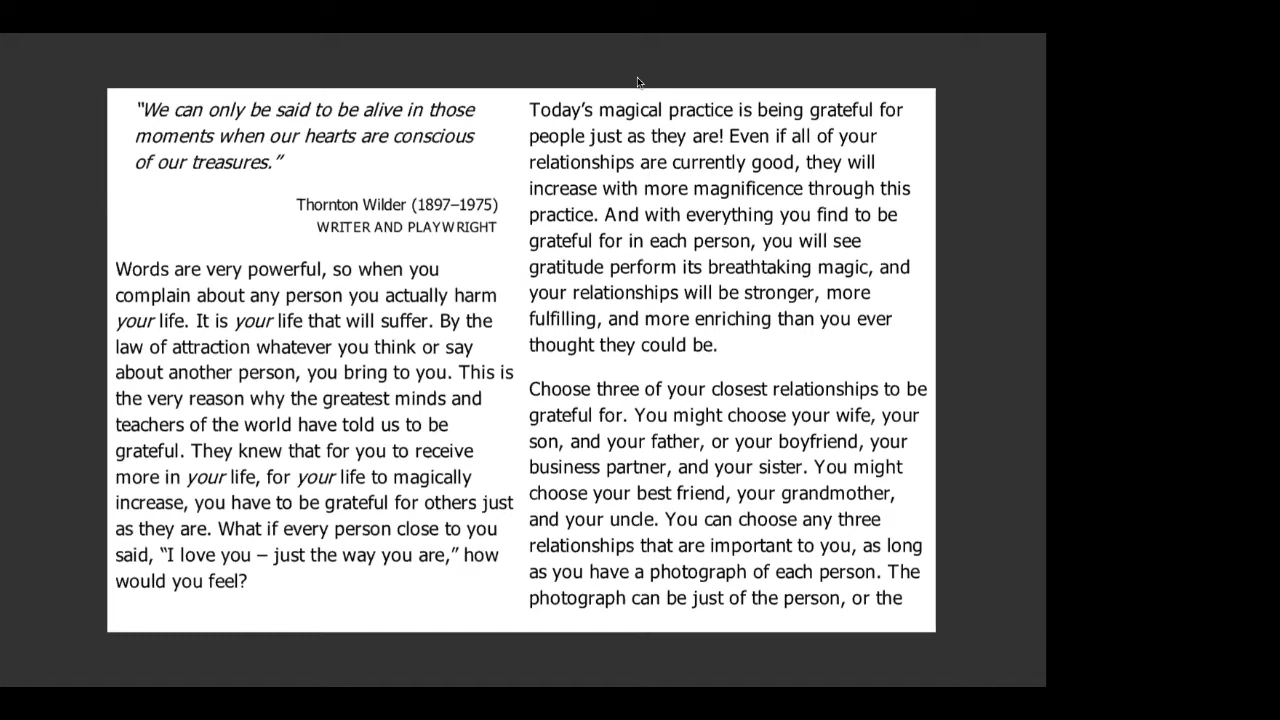 “We can only be said to be alive in those
moments when our hearts are conscious
of our treasures.”
Thornton Wilder (1897–1975)
WRITER AND PLAYWRIGHT
Words are very powerful, so when you
complain about any person you actually harm
your life. It is your life that will suffer. By the
law of attraction whatever you think or say
about another person, you bring to you. This is
the very reason why the greatest minds and
teachers of the world have told us to be
grateful. They knew that for you to receive
more in your life, for your life to magically
increase, you have to be grateful for others just
as they are. What if every person close to you
said, “I love you – just the way you are,” how
would you feel?
Today’s magical practice is being grateful for
people just as they are! Even if all of your
relationships are currently good, they will
increase with more magnificence through this
practice. And with everything you find to be
grateful for in each person, you will see
gratitude perform its breathtaking magic, and
your relationships will be stronger, more
fulfilling, and more enriching than you ever
thought they could be.
Choose three of your closest relationships to be
grateful for. You might choose your wife, your
son, and your father, or your boyfriend, your
business partner, and your sister. You might
choose your best friend, your grandmother,
and your uncle. You can choose any three
relationships that are important to you, as long
as you have a photograph of each person. The
photograph can be just of the person, or the